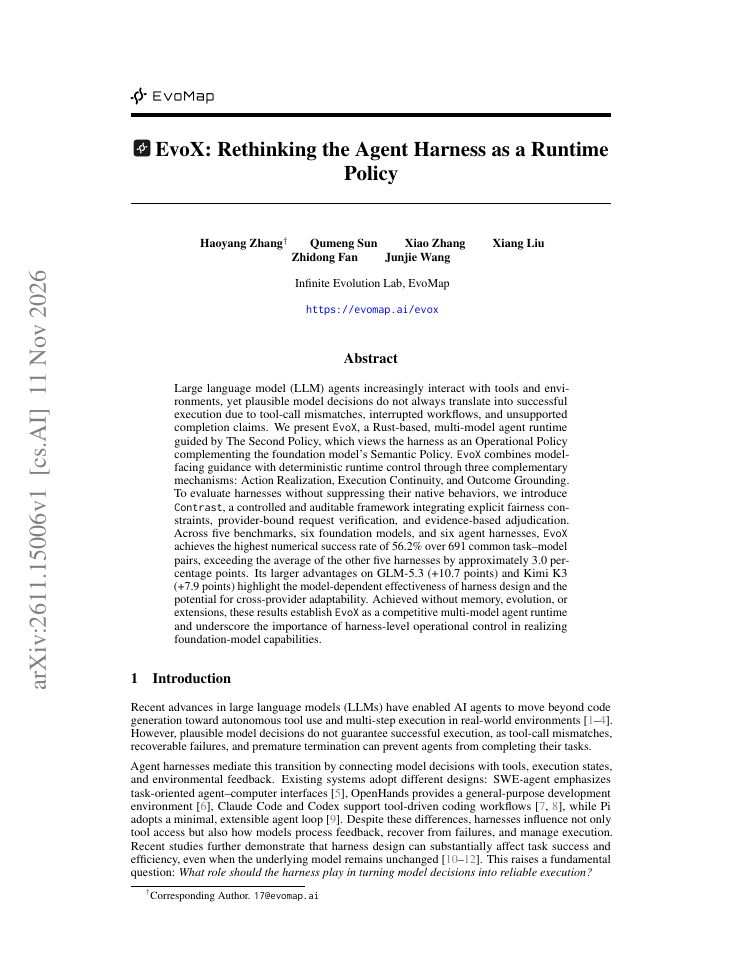 EvoMap
EvoX: Rethinking the Agent Harness as a Runtime
Policy
Haoyang Zhang† Qumeng Sun Xiao Zhang Xiang Liu
Zhidong Fan Junjie Wang
Infinite Evolution Lab, EvoMap
https://evomap.ai/evox
arXiv:2611.15006v1 [cs.AI] 11 Nov 2026
Abstract
Large language model (LLM) agents increasingly interact with tools and envi-
ronments, yet plausible model decisions do not always translate into successful
execution due to tool-call mismatches, interrupted workflows, and unsupported
completion claims. We present EvoX, a Rust-based, multi-model agent runtime
guided by The Second Policy, which views the harness as an Operational Policy
complementing the foundation model's Semantic Policy. EvoX combines model-
facing guidance with deterministic runtime control through three complementary
mechanisms: Action Realization, Execution Continuity, and Outcome Grounding.
To evaluate harnesses without suppressing their native behaviors, we introduce
Contrast, a controlled and auditable framework integrating explicit fairness con-
straints, provider-bound request verification, and evidence-based adjudication.
Across five benchmarks, six foundation models, and six agent harnesses, EvoX
achieves the highest numerical success rate of 56.2% over 691 common task–model
pairs, exceeding the average of the other five harnesses by approximately 3.0 per-
centage points. Its larger advantages on GLM-5.3 (+10.7 points) and Kimi K3
(+7.9 points) highlight the model-dependent effectiveness of harness design and the
potential for cross-provider adaptability. Achieved without memory, evolution, or
extensions, these results establish EvoX as a competitive multi-model agent runtime
and underscore the importance of harness-level operational control in realizing
foundation-model capabilities.
1 Introduction
Recent advances in large language models (LLMs) have enabled AI agents to move beyond code
generation toward autonomous tool use and multi-step execution in real-world environments [1–4].
However, plausible model decisions do not guarantee successful execution, as tool-call mismatches,
recoverable failures, and premature termination can prevent agents from completing their tasks.
Agent harnesses mediate this transition by connecting model decisions with tools, execution states,
and environmental feedback. Existing systems adopt different designs: SWE-agent emphasizes
task-oriented agent–computer interfaces [5], OpenHands provides a general-purpose development
environment [6], Claude Code and Codex support tool-driven coding workflows [7, 8], while Pi
adopts a minimal, extensible agent loop [9]. Despite these differences, harnesses influence not only
tool access but also how models process feedback, recover from failures, and manage execution.
Recent studies further demonstrate that harness design can substantially affect task success and
efficiency, even when the underlying model remains unchanged [10–12]. This raises a fundamental
question: What role should the harness play in turning model decisions into reliable execution?
†Corresponding Author. 17@evomap.ai